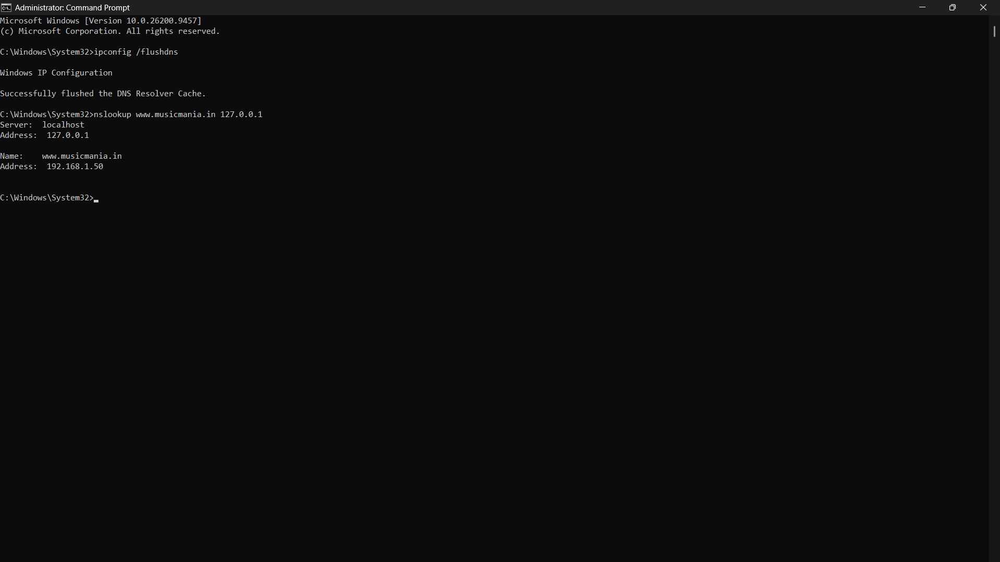 Administrator: Command Prompt
Microsoft Windows [Version 10.0.26200.9457]
(c) Microsoft Corporation. All rights reserved.
C:\Windows\System32>ipconfig /flushdns
Windows IP Configuration
Successfully flushed the DNS Resolver Cache.
C:\Windows\System32>nslookup www.musicmania.in 127.0.0.1
Server:  localhost
Address:  127.0.0.1
Name:    www.musicmania.in
Address:  192.168.1.50
C:\Windows\System32>